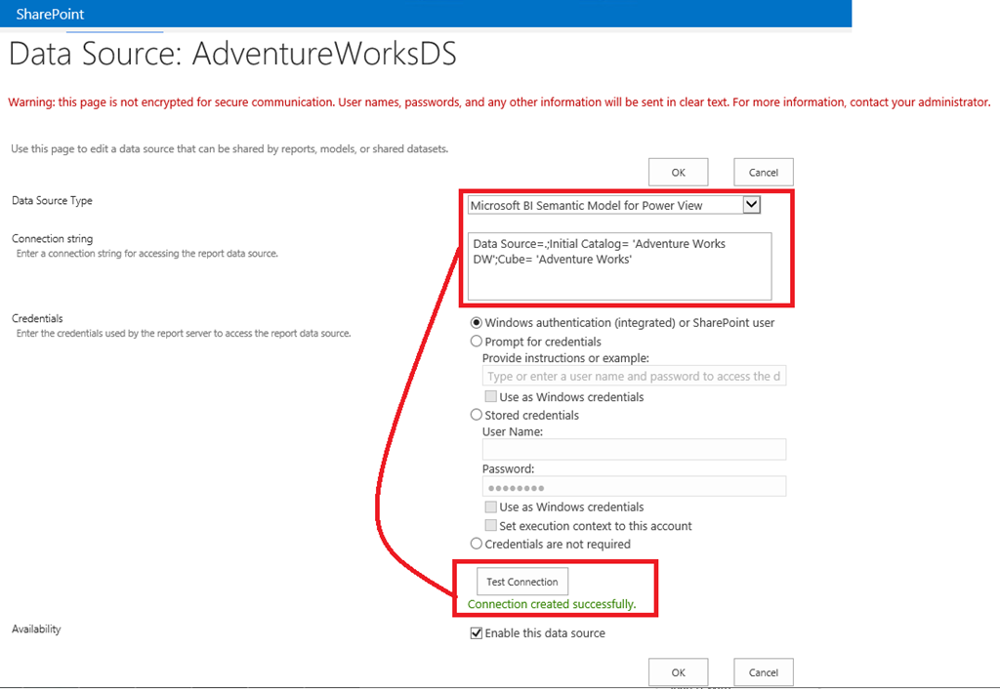 SharePoint
Data Source: AdventureWorksDS
Warning: this page is not encrypted for secure communication. User names, passwords, and any other information will be sent in clear text. For more information, contact your administrator.
Use this page to edit a data source that can be shared by reports, models, or shared datasets.
OK Cancel
Data Source Type
Microsoft BI Semantic Model for Power View
Connection string
Enter a connection string for accessing the report data source.
Data Source=.;Initial Catalog= 'Adventure Works
DW';Cube= 'Adventure Works'
Credentials
Enter the credentials used by the report server to access the report data source.
Windows authentication (integrated) or SharePoint user
Prompt for credentials
Provide instructions or example:
Type or enter a user name and password to access the d
Use as Windows credentials
Stored credentials
User Name:
Password:
●●●●●●●●
Use as Windows credentials
Set execution context to this account
Credentials are not required
Test Connection
Connection created successfully.
Availability
Enable this data source
OK Cancel